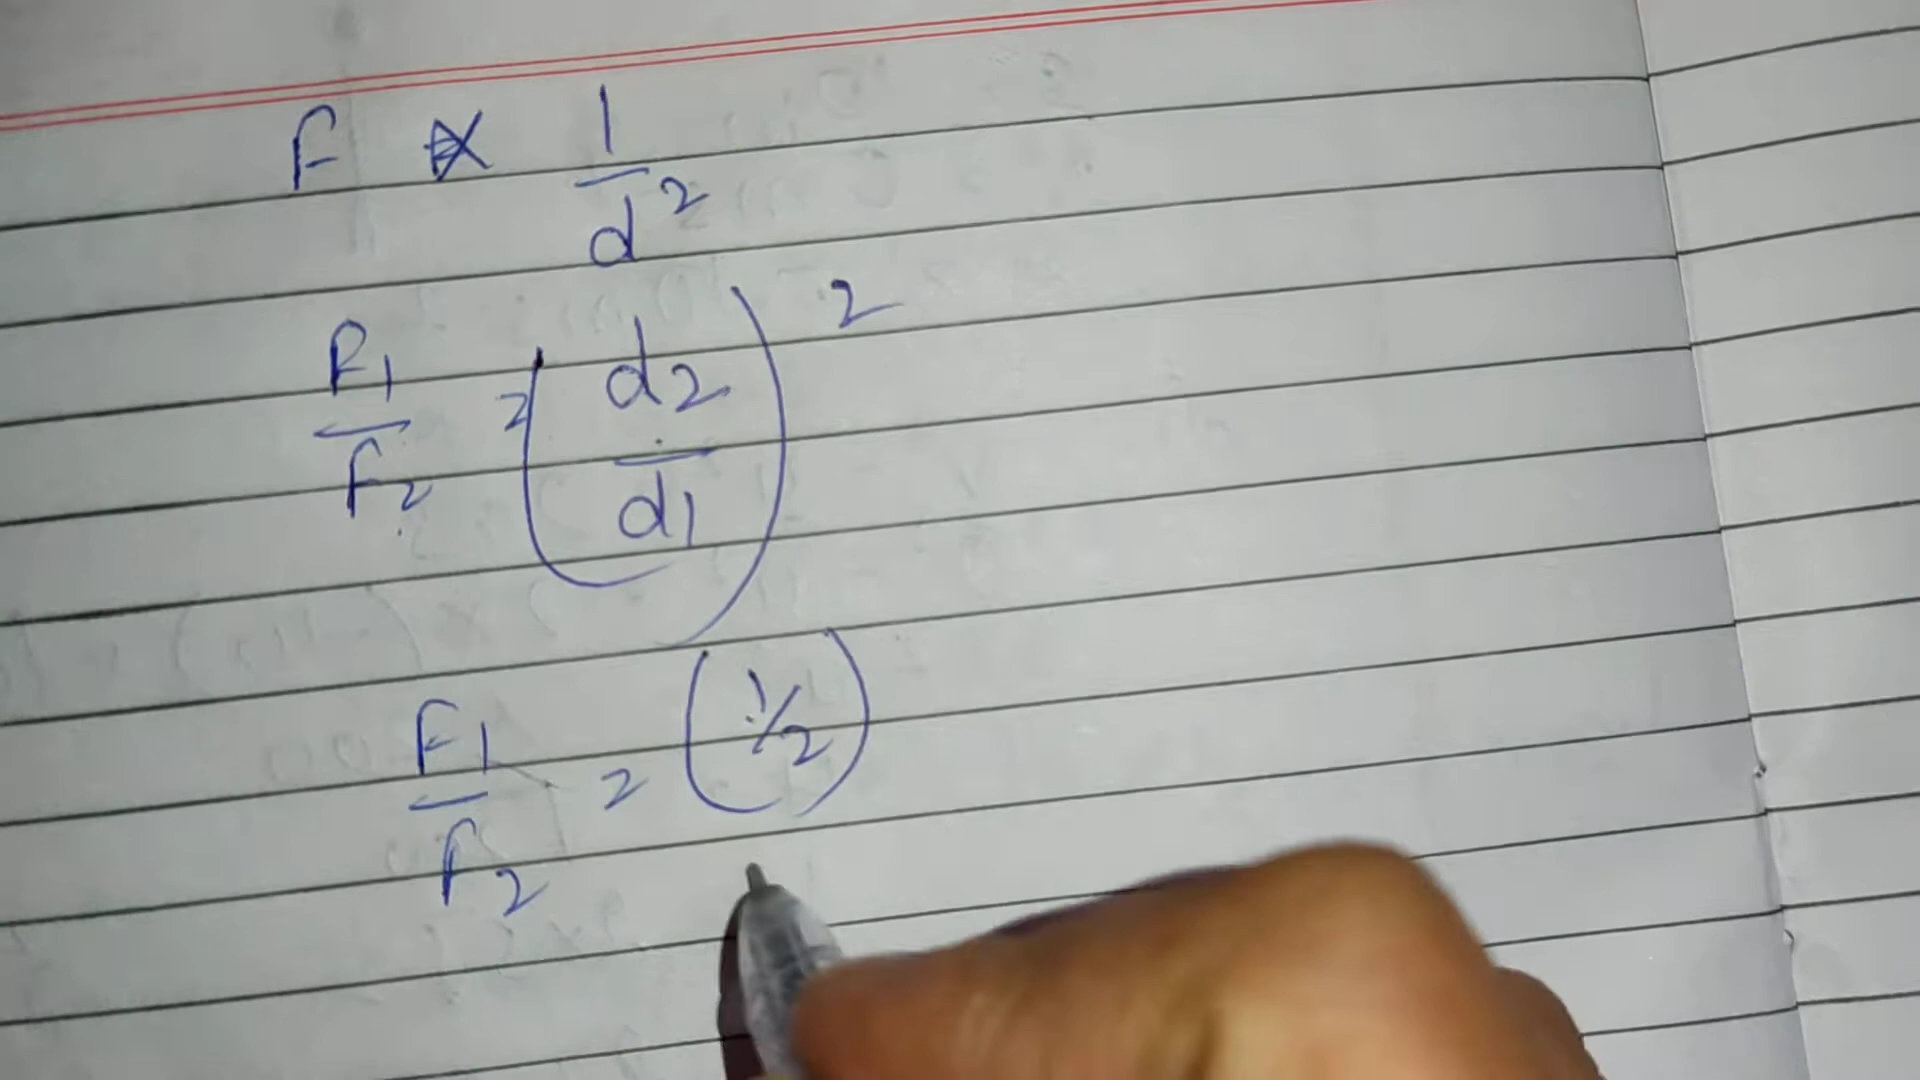 F ∝ 1/d²
F1/F2 = (d2/d1)²
F1/F2 = (1/2)